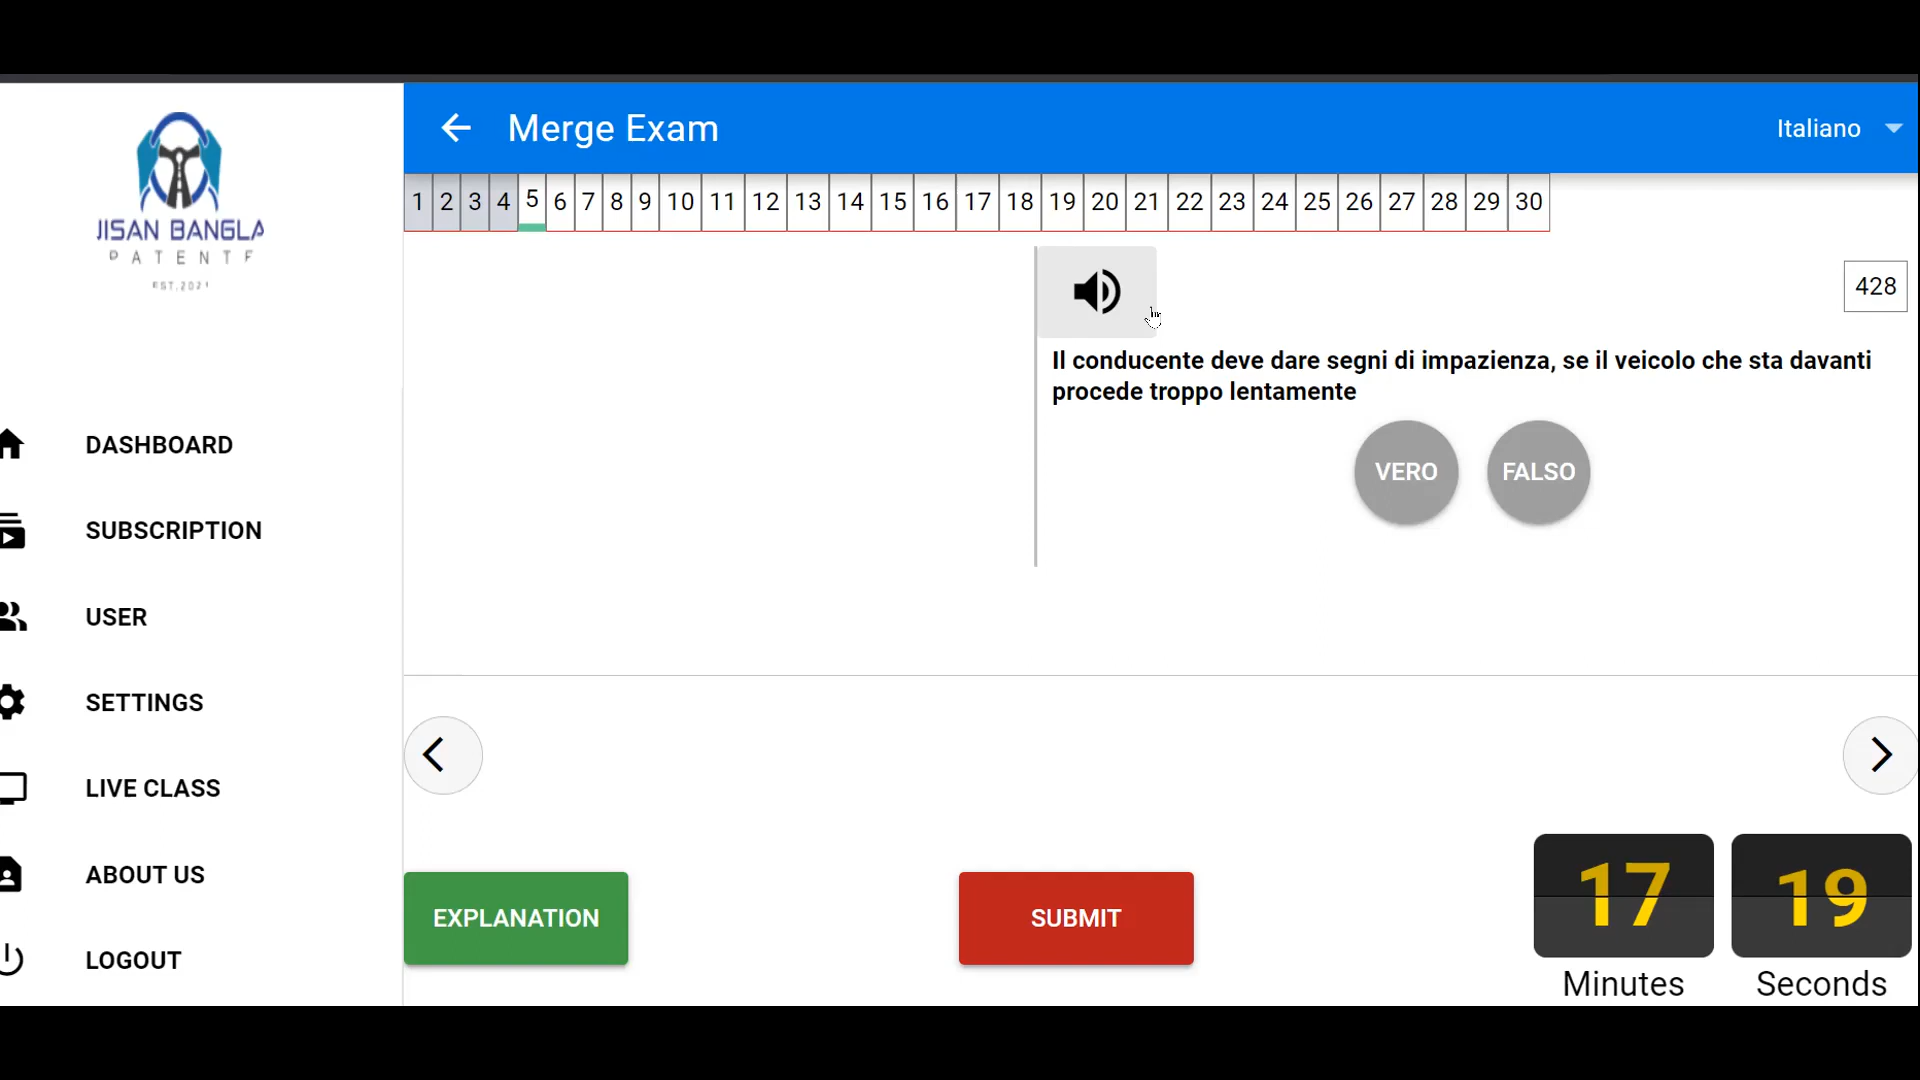 JISAN BANGLA
PATENTE
EST.2021
Merge Exam
Italiano
1 2 3 4 5 6 7 8 9 10 11 12 13 14 15 16 17 18 19 20 21 22 23 24 25 26 27 28 29 30
428
Il conducente deve dare segni di impazienza, se il veicolo che sta davanti
procede troppo lentamente
VERO FALSO
DASHBOARD
SUBSCRIPTION
USER
SETTINGS
LIVE CLASS
ABOUT US
LOGOUT
EXPLANATION
SUBMIT
17 19
Minutes Seconds